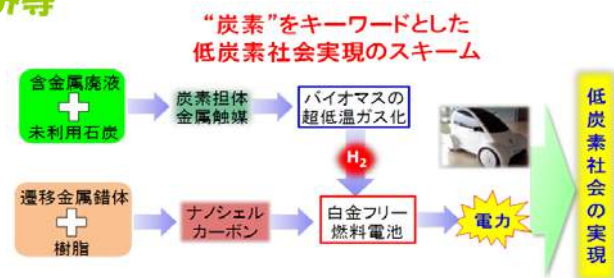 “炭素”をキーワードとした
低炭素社会実現のスキーム
含金属廃液
未利用石炭
炭素担体
金属触媒
バイオマスの
超低温ガス化
H₂
遷移金属錯体
樹脂
ナノシェル
カーボン
白金フリー
燃料電池
電力
低炭素社会の実現